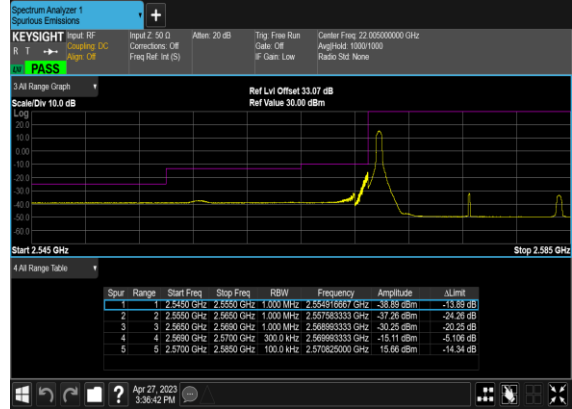 Spectrum Analyzer 1
Spurious Emissions
+
KEYSIGHT Input: RF Input Z: 50 Ω Atten: 20 dB Trig: Free Run Center Freq: 22.005000000 GHz
R T Coupling: DC Corrections: Off Gate: Off Avg|Hold: 1000/1000
Align: Off Freq Ref: Int (S) IF Gain: Low Radio Std: None
PASS
3 All Range Graph
Ref Lvl Offset 33.07 dB
Scale/Div 10.0 dB Ref Value 30.00 dBm
Log
20.0
10.0
0.00
-10.0
-20.0
-30.0
-40.0
-50.0
-60.0
Start 2.545 GHz Stop 2.585 GHz
4 All Range Table
Spur Range Start Freq Stop Freq RBW Frequency Amplitude ΔLimit
1 1 2.5450 GHz 2.5550 GHz 1.000 MHz 2.554916667 GHz -38.89 dBm -13.89 dB
2 2 2.5550 GHz 2.5650 GHz 1.000 MHz 2.557583333 GHz -37.26 dBm -24.26 dB
3 3 2.5650 GHz 2.5690 GHz 1.000 MHz 2.568993333 GHz -30.25 dBm -20.25 dB
4 4 2.5690 GHz 2.5700 GHz 300.0 kHz 2.569993333 GHz -15.11 dBm -5.106 dB
5 5 2.5700 GHz 2.5850 GHz 100.0 kHz 2.570825000 GHz 15.66 dBm -14.34 dB
? Apr 27, 2023
3:36:42 PM